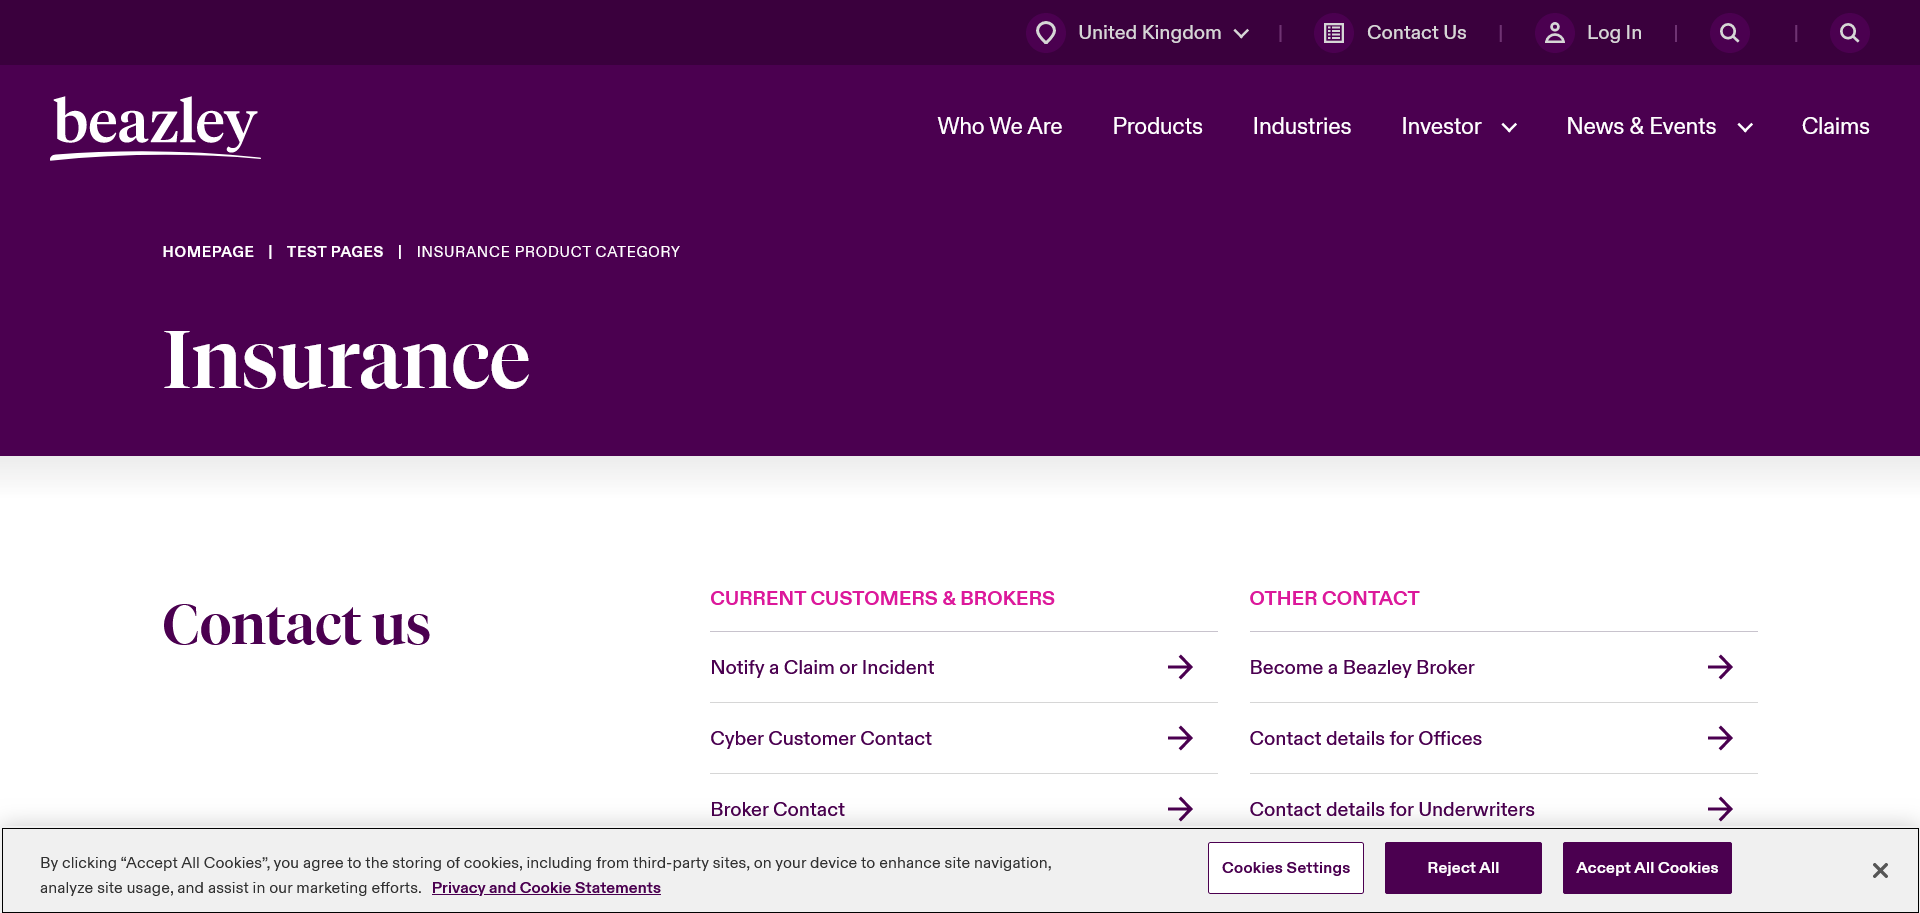 United Kingdom | Contact Us | Log In | |
beazley
Who We Are Products Industries Investor News & Events Claims
HOMEPAGE | TEST PAGES | INSURANCE PRODUCT CATEGORY
Insurance
Contact us
CURRENT CUSTOMERS & BROKERS
Notify a Claim or Incident
Cyber Customer Contact
Broker Contact
OTHER CONTACT
Become a Beazley Broker
Contact details for Offices
Contact details for Underwriters
By clicking “Accept All Cookies”, you agree to the storing of cookies, including from third-party sites, on your device to enhance site navigation,
analyze site usage, and assist in our marketing efforts. Privacy and Cookie Statements
Cookies Settings Reject All Accept All Cookies